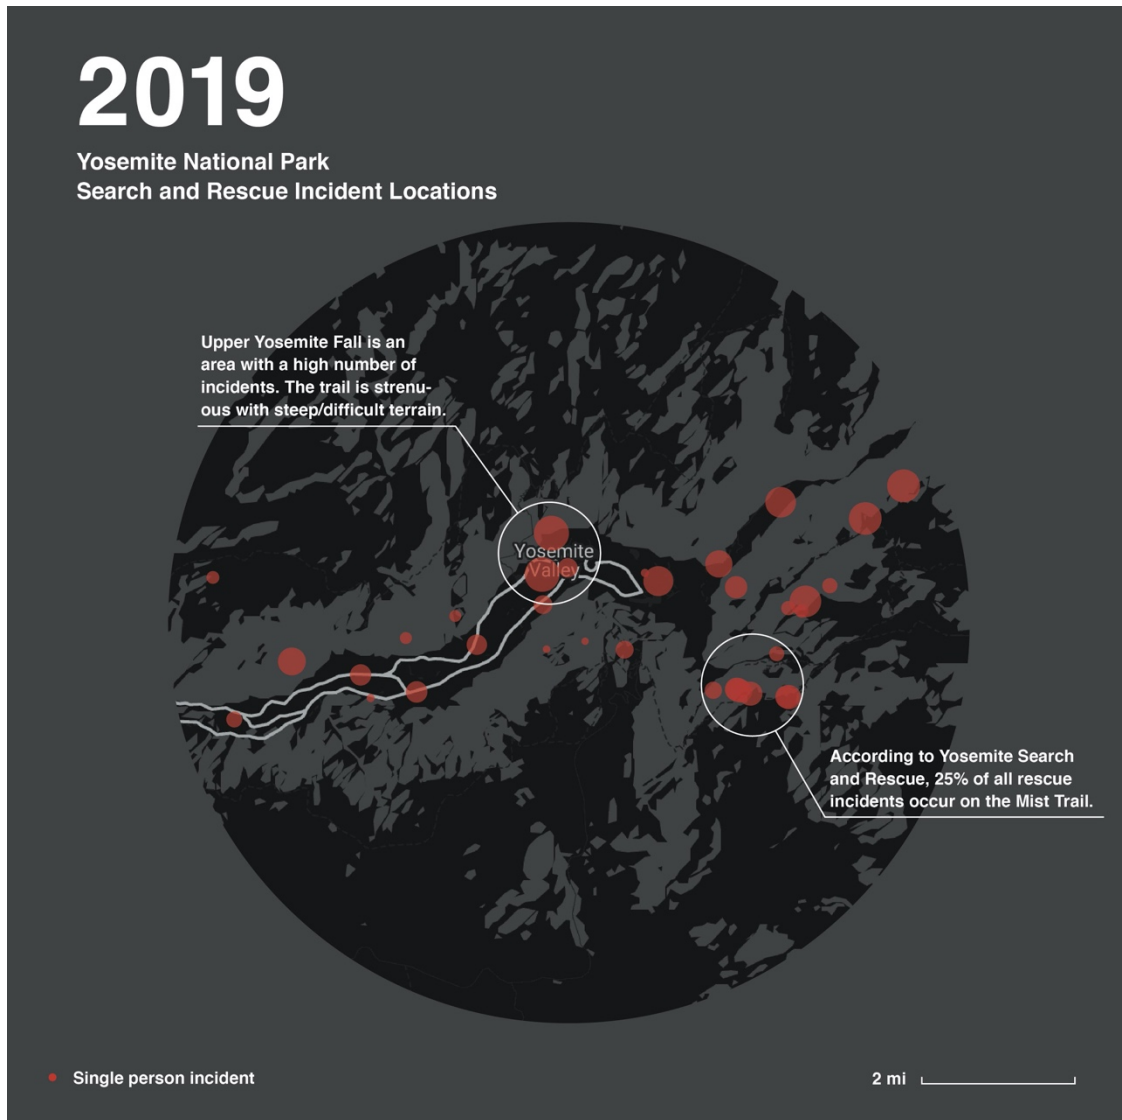 2019
Yosemite National Park
Search and Rescue Incident Locations
Upper Yosemite Fall is an
area with a high number of
incidents. The trail is strenu-
ous with steep/difficult terrain.
Yosemite
Valley
According to Yosemite Search
and Rescue, 25% of all rescue
incidents occur on the Mist Trail.
Single person incident
2 mi